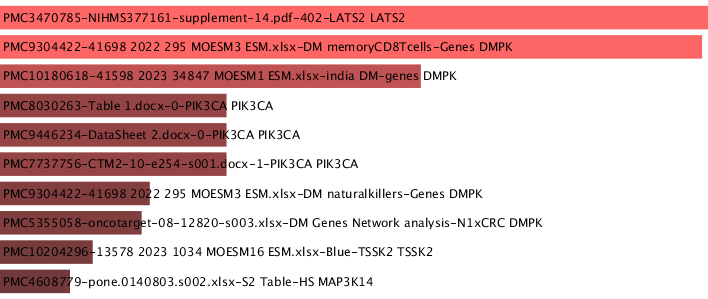 PMC3470785-NIHMS377161-supplement-14.pdf-402-LATS2 LATS2
PMC9304422-41698 2022 295 MOESM3 ESM.xlsx-DM memoryCD8Tcells-Genes DMPK
PMC10180618-41598 2023 34847 MOESM1 ESM.xlsx-india DM-genes DMPK
PMC8030263-Table 1.docx-0-PIK3CA PIK3CA
PMC9446234-DataSheet 2.docx-0-PIK3CA PIK3CA
PMC7737756-CTM2-10-e254-s001.docx-1-PIK3CA PIK3CA
PMC9304422-41698 2022 295 MOESM3 ESM.xlsx-DM naturalkillers-Genes DMPK
PMC5355058-oncotarget-08-12820-s003.xlsx-DM Genes Network analysis-N1xCRC DMPK
PMC10204296-13578 2023 1034 MOESM16 ESM.xlsx-Blue-TSSK2 TSSK2
PMC4608779-pone.0140803.s002.xlsx-S2 Table-HS MAP3K14